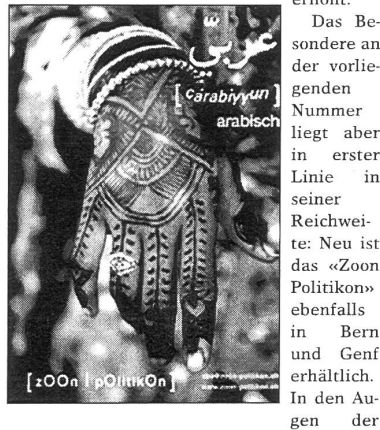 عربيّ
[çarabiyyun]
arabisch
[zOOn | pOlitikOn]
erhöht.
Das Be-
sondere an
der vorlie-
genden
Nummer
liegt aber
in erster
Linie in
seiner
Reichwei-
te: Neu ist
das «Zoon
Politikon»
ebenfalls
in Bern
und Genf
erhältlich.
In den Au-
gen der